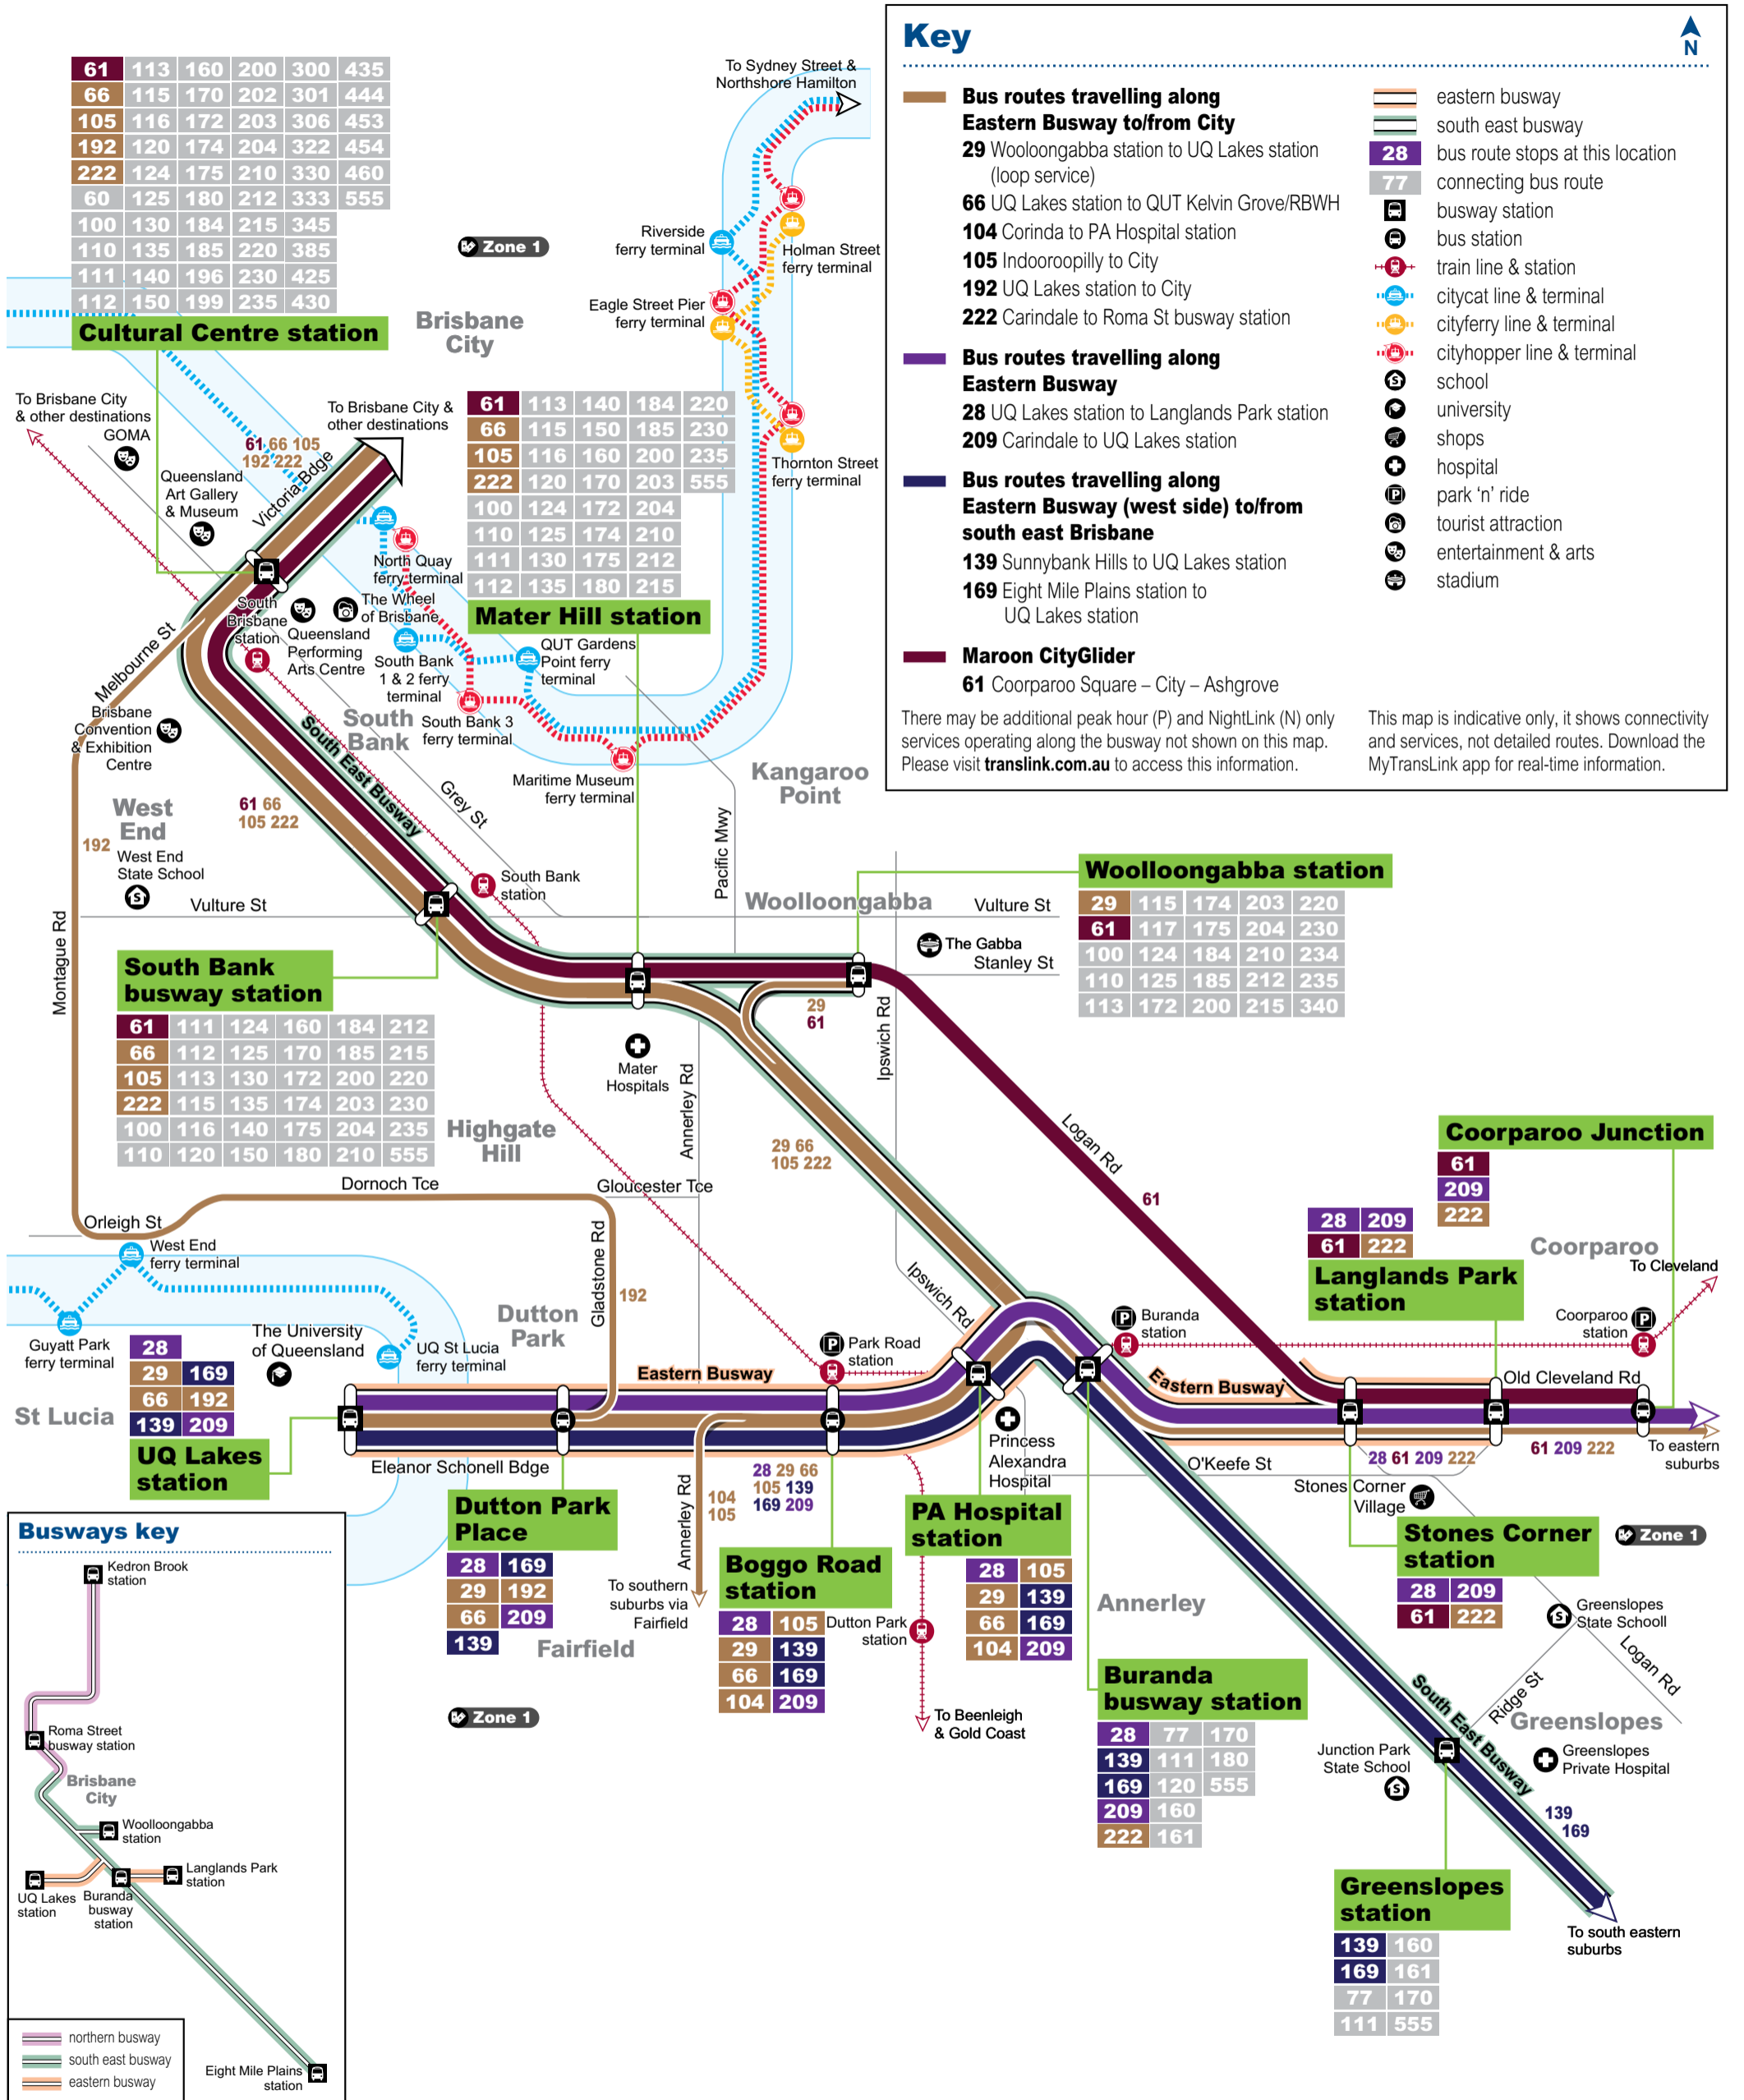 61 113 160 200 300 435
66 115 170 202 301 444
105 116 172 203 306 453
192 120 174 204 322 454
222 124 175 210 330 460
60 125 180 212 333 555
100 130 184 215 345
110 135 185 220 385
111 140 196 230 425
112 150 199 235 430
Cultural Centre station
Zone 1
Brisbane
City
To Sydney Street &
Northshore Hamilton
Riverside
ferry terminal
Holman Street
ferry terminal
Eagle Street Pier
ferry terminal
Thornton Street
ferry terminal
Key
N
Bus routes travelling along
Eastern Busway to/from City
29 Wooloongabba station to UQ Lakes station
(loop service)
66 UQ Lakes station to QUT Kelvin Grove/RBWH
104 Corinda to PA Hospital station
105 Indooroopilly to City
192 UQ Lakes station to City
222 Carindale to Roma St busway station
Bus routes travelling along
Eastern Busway
28 UQ Lakes station to Langlands Park station
209 Carindale to UQ Lakes station
Bus routes travelling along
Eastern Busway (west side) to/from
south east Brisbane
139 Sunnybank Hills to UQ Lakes station
169 Eight Mile Plains station to
UQ Lakes station
Maroon CityGlider
61 Coorparoo Square – City – Ashgrove
There may be additional peak hour (P) and NightLink (N) only
services operating along the busway not shown on this map.
Please visit translink.com.au to access this information.
eastern busway
south east busway
28 bus route stops at this location
77 connecting bus route
busway station
bus station
train line & station
citycat line & terminal
cityferry line & terminal
cityhopper line & terminal
school
university
shops
hospital
park 'n' ride
tourist attraction
entertainment & arts
stadium
This map is indicative only, it shows connectivity
and services, not detailed routes. Download the
MyTransLink app for real-time information.
To Brisbane City
& other destinations
GOMA
Queensland
Art Gallery
& Museum
61 66 105
192 222
Victoria Bdge
To Brisbane City &
other destinations
61 113 140 184 220
66 115 150 185 230
105 116 160 200 235
222 120 170 203 555
100 124 172 204
110 125 174 210
111 130 175 212
112 135 180 215
Mater Hill station
North Quay
ferry terminal
The Wheel
of Brisbane
South
Brisbane
station
Queensland
Performing
Arts Centre
South Bank
1 & 2 ferry
terminal
QUT Gardens
Point ferry
terminal
South Bank 3
ferry terminal
Maritime Museum
ferry terminal
Melbourne St
Brisbane
Convention
& Exhibition
Centre
South
Bank
South East Busway
Grey St
Kangaroo
Point
Pacific Mwy
West
End
192
West End
State School
61 66
105 222
Vulture St
Montague Rd
South Bank
station
Woolloongabba
Vulture St
The Gabba
Stanley St
Woolloongabba station
29 115 174 203 220
61 117 175 204 230
100 124 184 210 234
110 125 185 212 235
113 172 200 215 340
South Bank
busway station
61 111 124 160 184 212
66 112 125 170 185 215
105 113 130 172 200 220
222 115 135 174 203 230
100 116 140 175 204 235
110 120 150 180 210 555
29
61
Ipswich Rd
Mater
Hospitals
Annerley Rd
Highgate
Hill
29 66
105 222
Logan Rd
61
Dornoch Tce
Gloucester Tce
Orleigh St
Gladstone Rd
192
Ipswich Rd
West End
ferry terminal
Guyatt Park
ferry terminal
The University
of Queensland
UQ St Lucia
ferry terminal
Dutton
Park
St Lucia
28
29 169
66 192
139 209
UQ Lakes
station
Coorparoo Junction
61
209
222
28 209
61 222
Langlands Park
station
Coorparoo
To Cleveland
Coorparoo
station
Buranda
station
Park Road
station
Eastern Busway
Eastern Busway
Old Cleveland Rd
To eastern
suburbs
61 209 222
28 61 209 222
Eleanor Schonell Bdge
Princess
Alexandra
Hospital
O'Keefe St
Stones Corner
Village
28 29 66
105 139
169 209
104
105
Annerley Rd
To southern
suburbs via
Fairfield
Dutton Park
Place
28 169
29 192
66 209
139
Fairfield
Zone 1
Boggo Road
station
28 105
29 139
66 169
104 209
PA Hospital
station
28 105
29 139
66 169
104 209
Dutton Park
station
To Beenleigh
& Gold Coast
Annerley
Buranda
busway station
28 77 170
139 111 180
169 120 555
209 160
222 161
Stones Corner
station
28 209
61 222
Zone 1
Greenslopes
State Schooll
Logan Rd
Ridge St
Greenslopes
Greenslopes
Private Hospital
Junction Park
State School
South East Busway
139
169
Greenslopes
station
139 160
169 161
77 170
111 555
To south eastern
suburbs
Busways key
Kedron Brook
station
Roma Street
busway station
Brisbane
City
Woolloongabba
station
Langlands Park
station
UQ Lakes
station
Buranda
busway
station
Eight Mile Plains
station
northern busway
south east busway
eastern busway